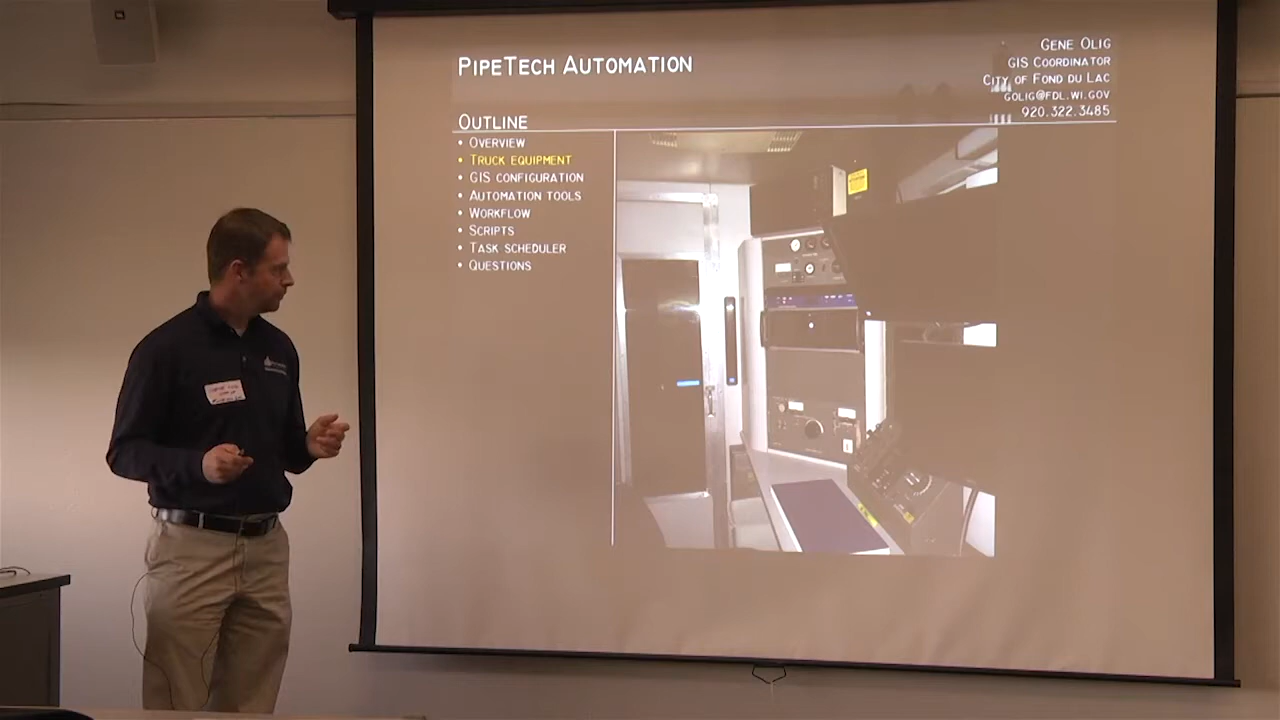 PipeTech Automation
Gene Olig
GIS Coordinator
City of Fond du Lac
golig@fdl.wi.gov
920.322.3485
Outline
• Overview
• Truck equipment
• GIS configuration
• Automation tools
• Workflow
• Scripts
• Task scheduler
• Questions